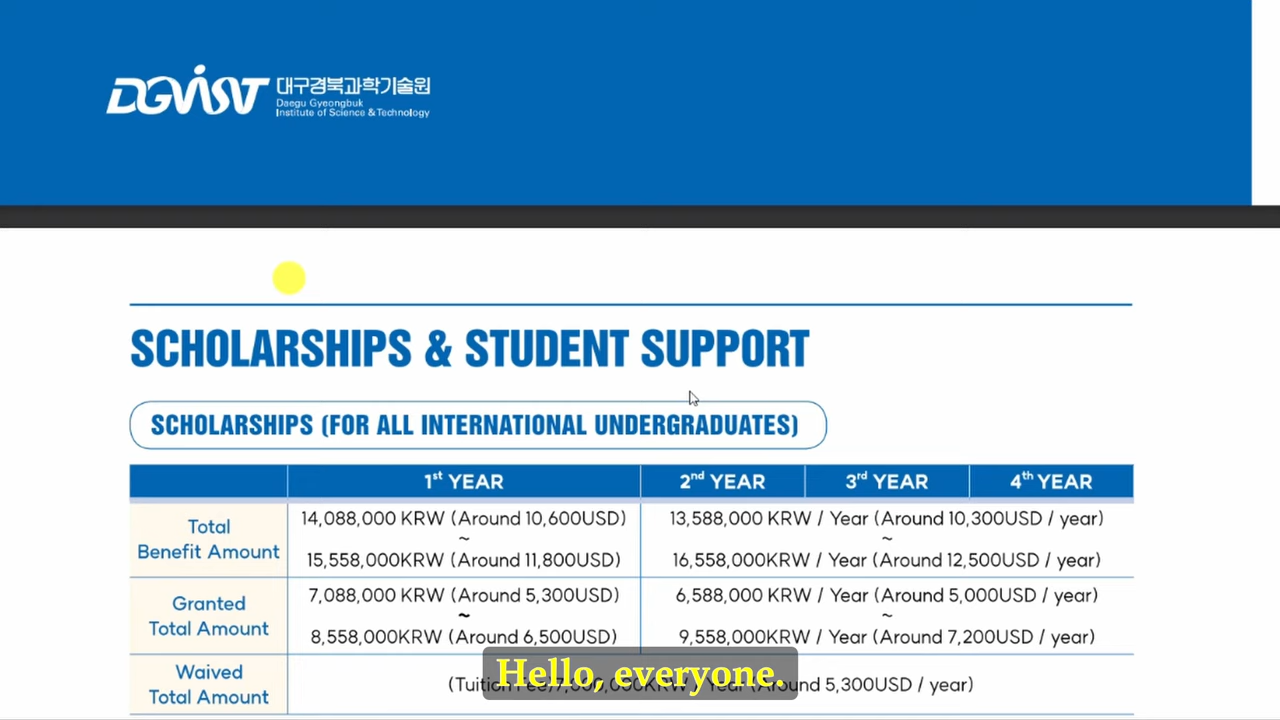 DGIST 대구경북과학기술원
Daegu Gyeongbuk
Institute of Science & Technology
SCHOLARSHIPS & STUDENT SUPPORT
SCHOLARSHIPS (FOR ALL INTERNATIONAL UNDERGRADUATES)
1st YEAR 2nd YEAR 3rd YEAR 4th YEAR
Total
Benefit Amount
14,088,000 KRW (Around 10,600USD)
~
15,558,000KRW (Around 11,800USD)
13,588,000 KRW / Year (Around 10,300USD / year)
~
16,558,000KRW / Year (Around 12,500USD / year)
Granted
Total Amount
7,088,000 KRW (Around 5,300USD)
~
8,558,000KRW (Around 6,500USD)
6,588,000 KRW / Year (Around 5,000USD / year)
~
9,558,000KRW / Year (Around 7,200USD / year)
Waived
Total Amount
(Tuition Fee) KRW / Year (Around 5,300USD / year)
Hello, everyone.